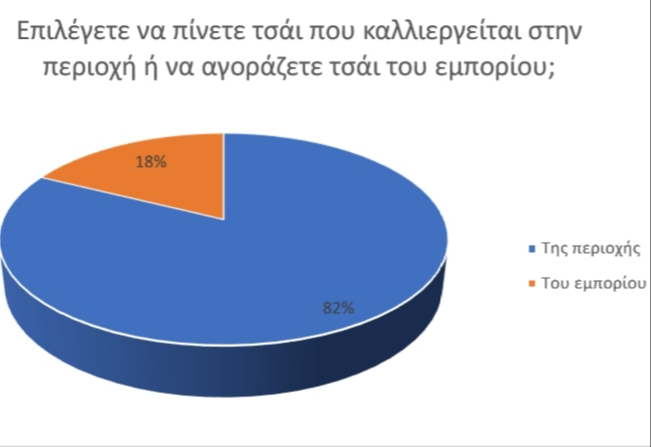 Επιλέγετε να πίνετε τσάι που καλλιεργείται στην
περιοχή ή να αγοράζετε τσάι του εμπορίου;
18%
82%
Της περιοχής
Του εμπορίου